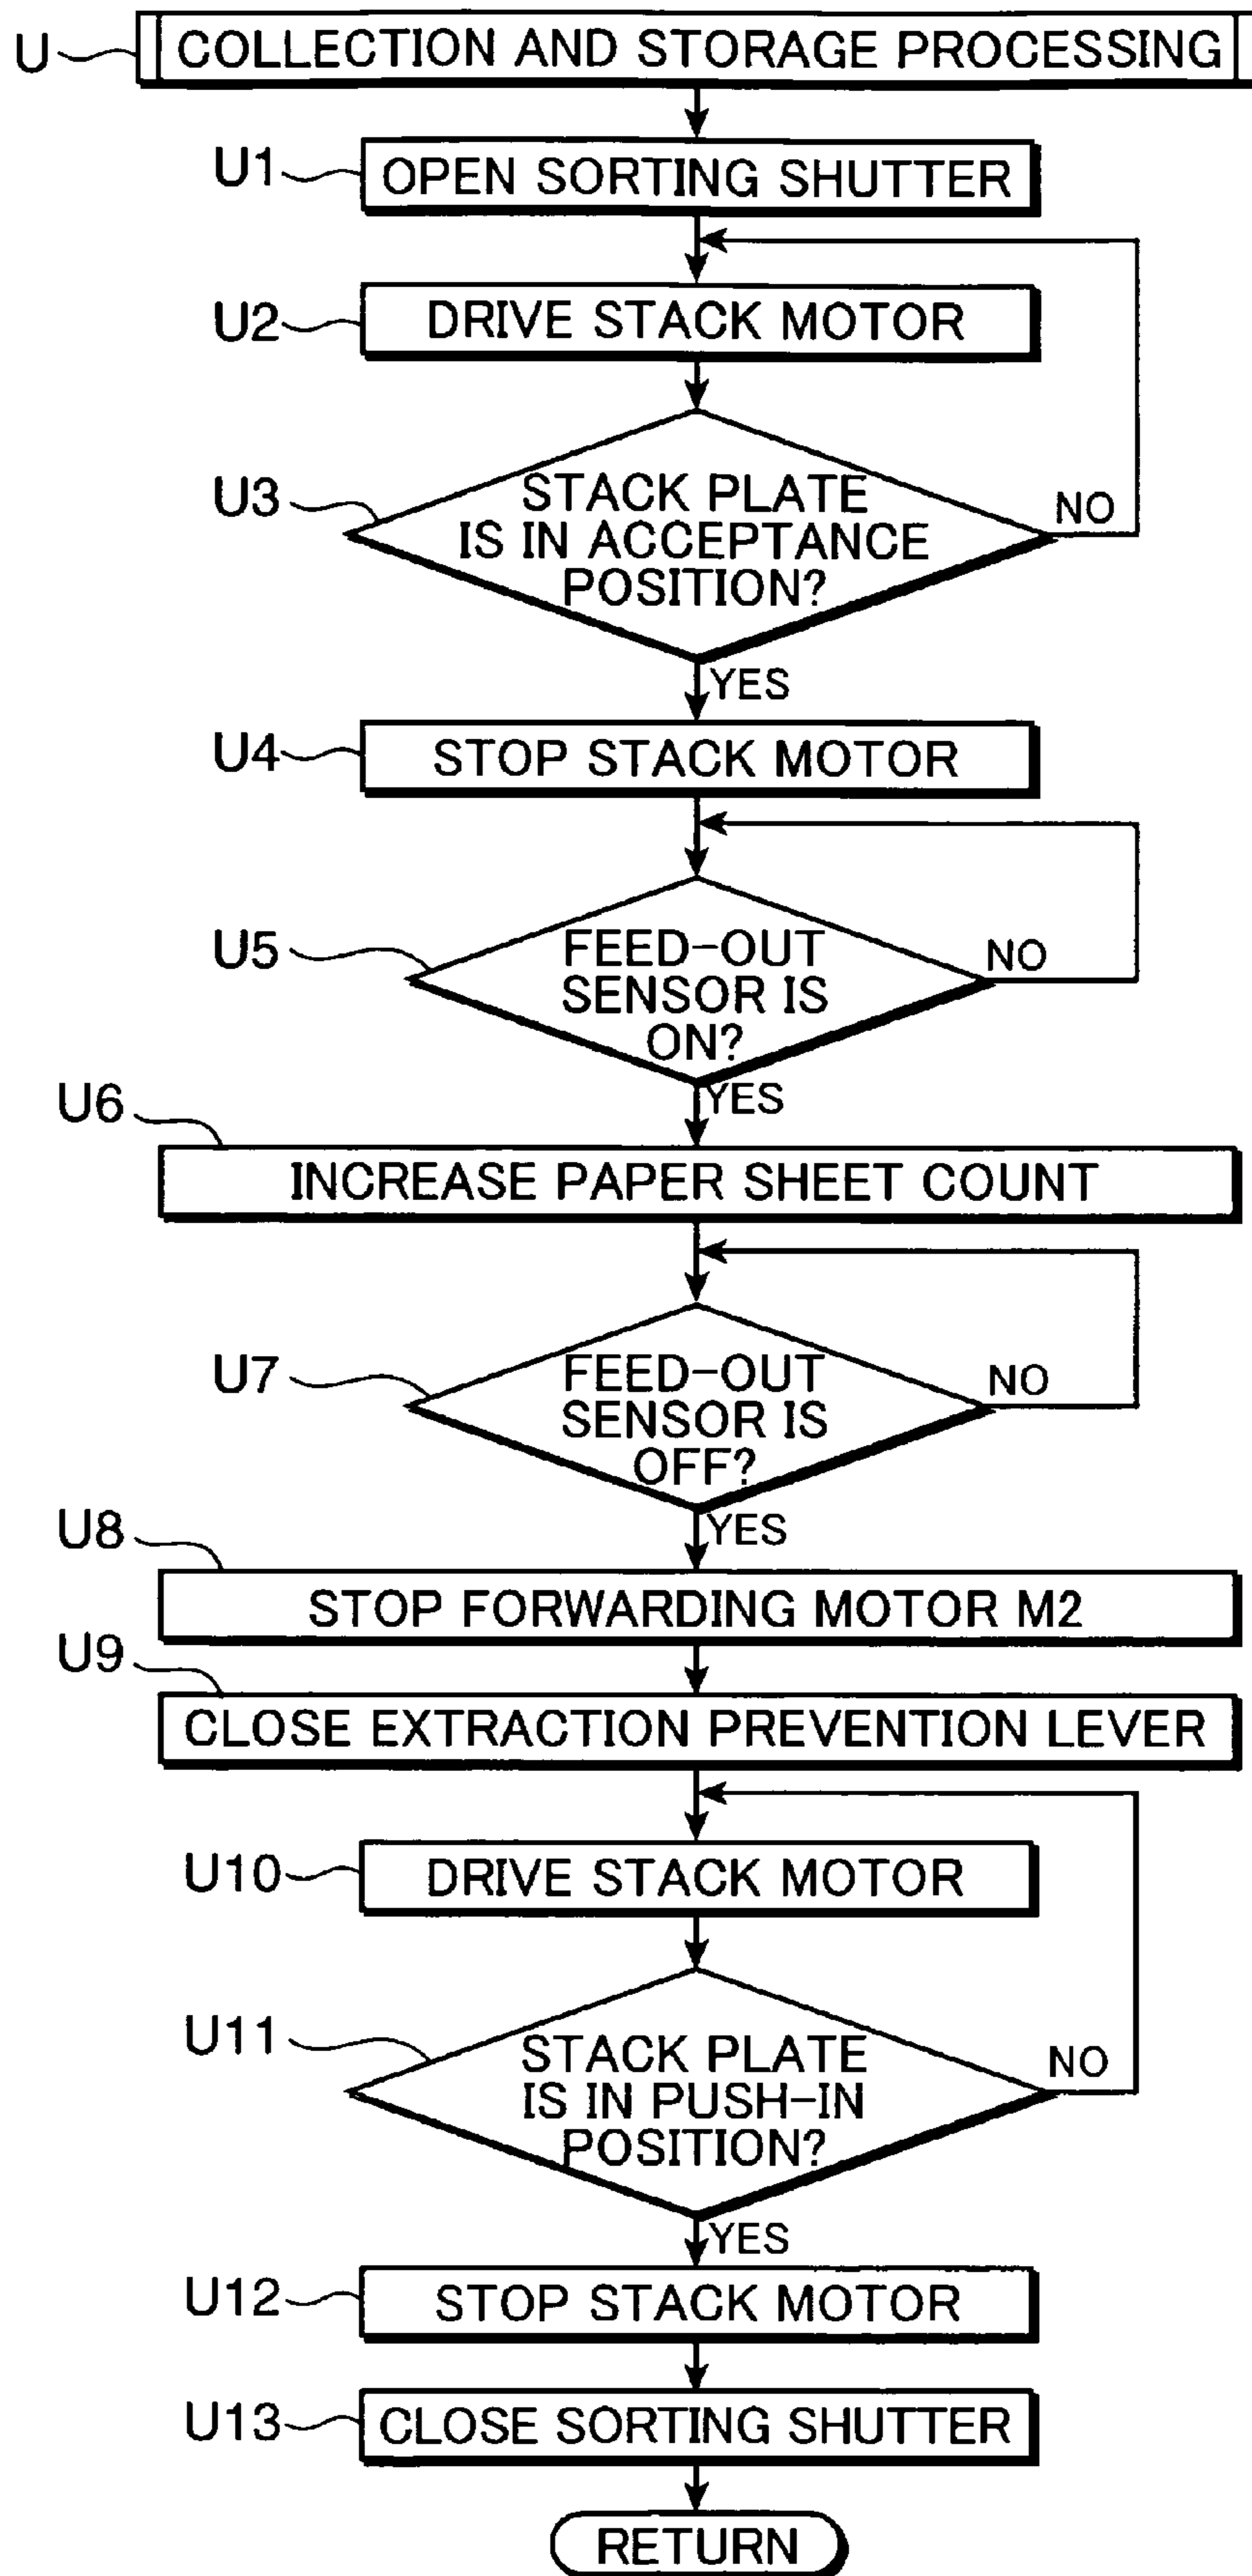 U COLLECTION AND STORAGE PROCESSING
U1 OPEN SORTING SHUTTER
U2 DRIVE STACK MOTOR
U3 STACK PLATE
IS IN ACCEPTANCE
POSITION?
NO
YES
U4 STOP STACK MOTOR
U5 FEED-OUT
SENSOR IS
ON?
NO
YES
U6
INCREASE PAPER SHEET COUNT
U7 FEED-OUT
SENSOR IS
OFF?
NO
YES
U8
STOP FORWARDING MOTOR M2
U9
CLOSE EXTRACTION PREVENTION LEVER
U10 DRIVE STACK MOTOR
U11 STACK PLATE
IS IN PUSH-IN
POSITION?
NO
YES
U12 STOP STACK MOTOR
U13 CLOSE SORTING SHUTTER
RETURN